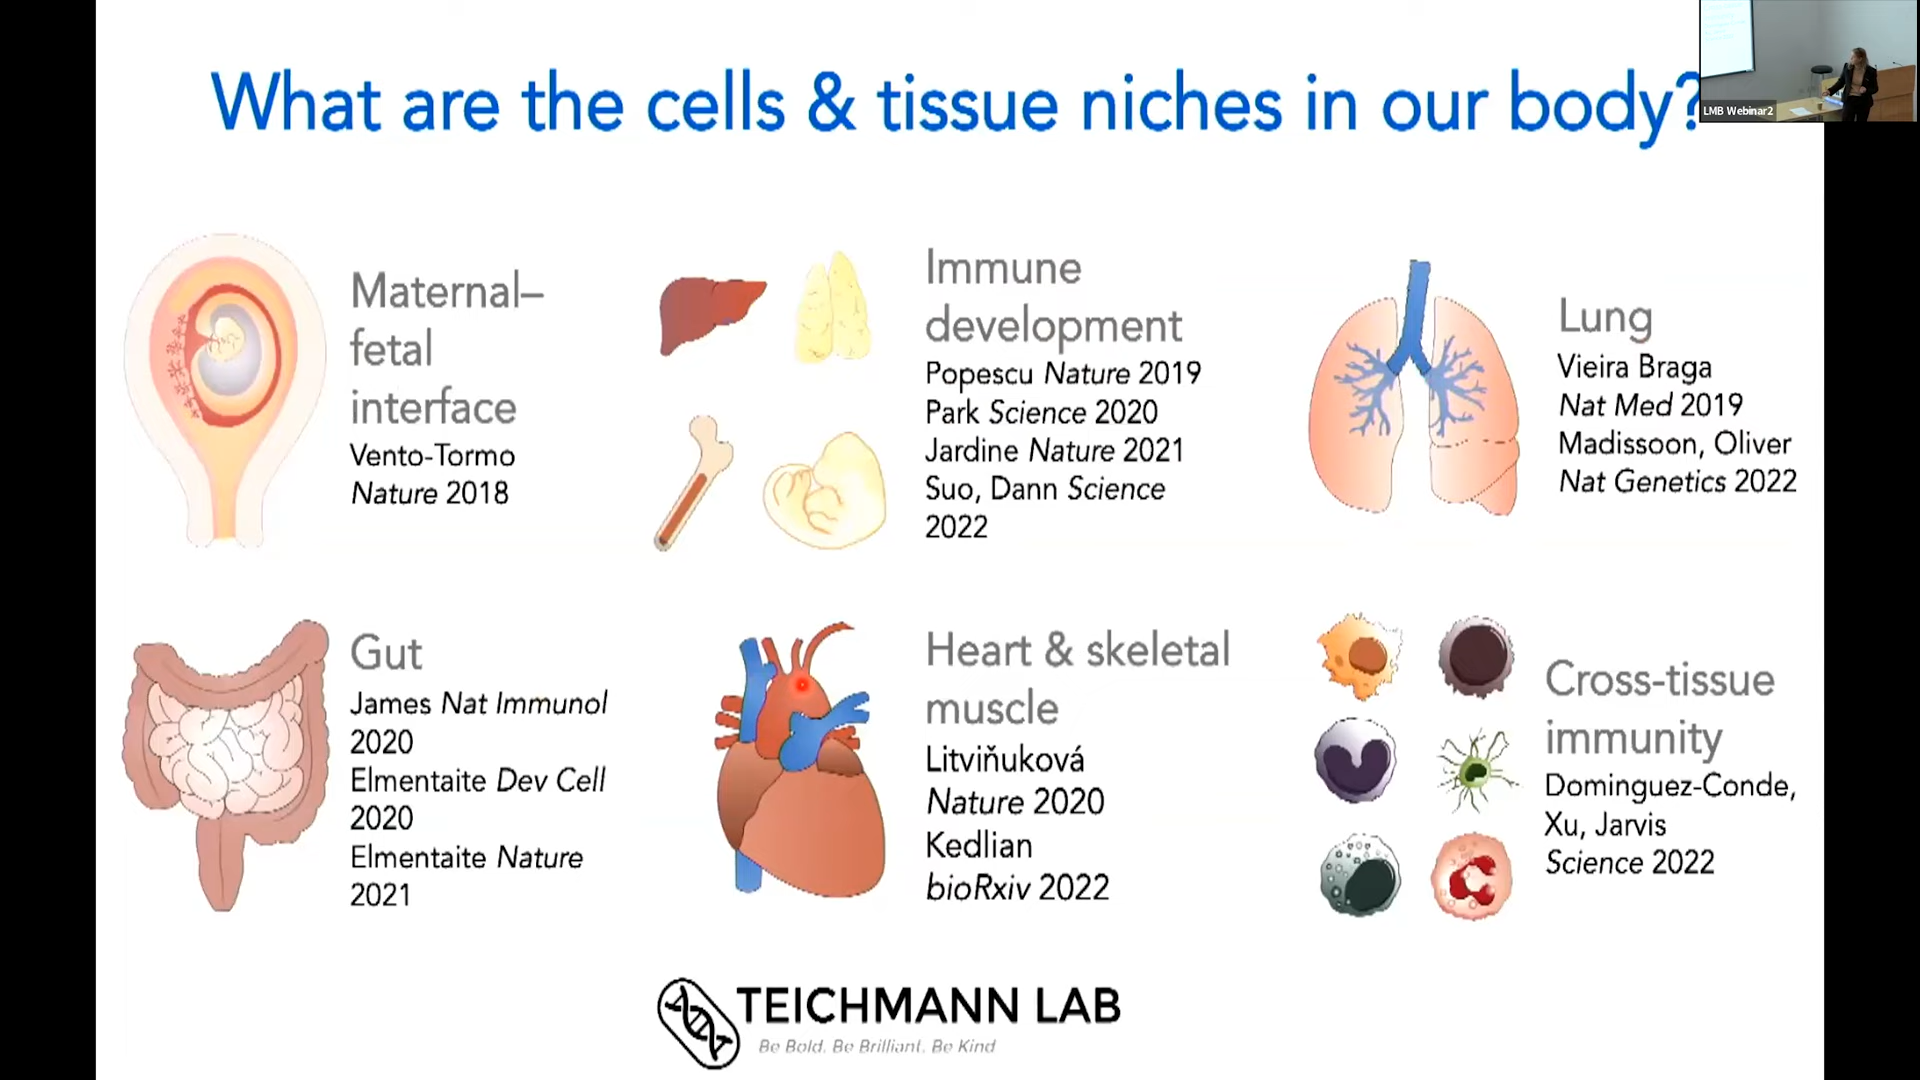 What are the cells & tissue niches in our body?
LMB Webinar2
Maternal–
fetal
interface
Vento-Tormo
Nature 2018
Immune
development
Popescu Nature 2019
Park Science 2020
Jardine Nature 2021
Suo, Dann Science
2022
Lung
Vieira Braga
Nat Med 2019
Madissoon, Oliver
Nat Genetics 2022
Gut
James Nat Immunol
2020
Elmentaite Dev Cell
2020
Elmentaite Nature
2021
Heart & skeletal
muscle
Litviňuková
Nature 2020
Kedlian
bioRxiv 2022
Cross-tissue
immunity
Dominguez-Conde,
Xu, Jarvis
Science 2022
TEICHMANN LAB
Be Bold. Be Brilliant. Be Kind